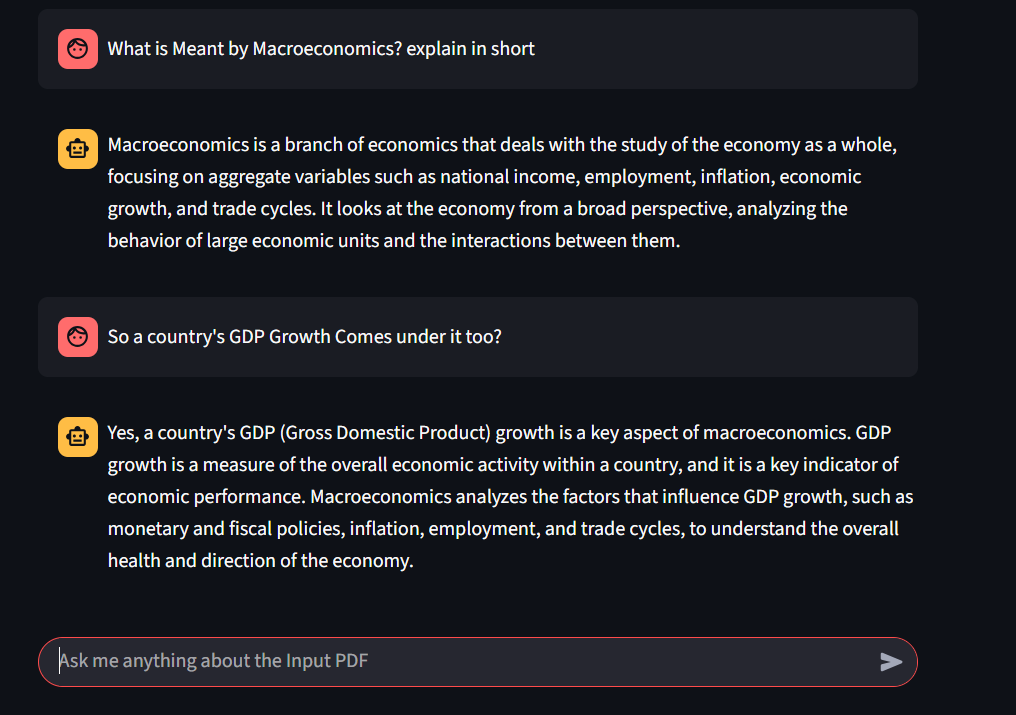 What is Meant by Macroeconomics? explain in short
Macroeconomics is a branch of economics that deals with the study of the economy as a whole,
focusing on aggregate variables such as national income, employment, inflation, economic
growth, and trade cycles. It looks at the economy from a broad perspective, analyzing the
behavior of large economic units and the interactions between them.
So a country's GDP Growth Comes under it too?
Yes, a country's GDP (Gross Domestic Product) growth is a key aspect of macroeconomics. GDP
growth is a measure of the overall economic activity within a country, and it is a key indicator of
economic performance. Macroeconomics analyzes the factors that influence GDP growth, such as
monetary and fiscal policies, inflation, employment, and trade cycles, to understand the overall
health and direction of the economy.
Ask me anything about the Input PDF